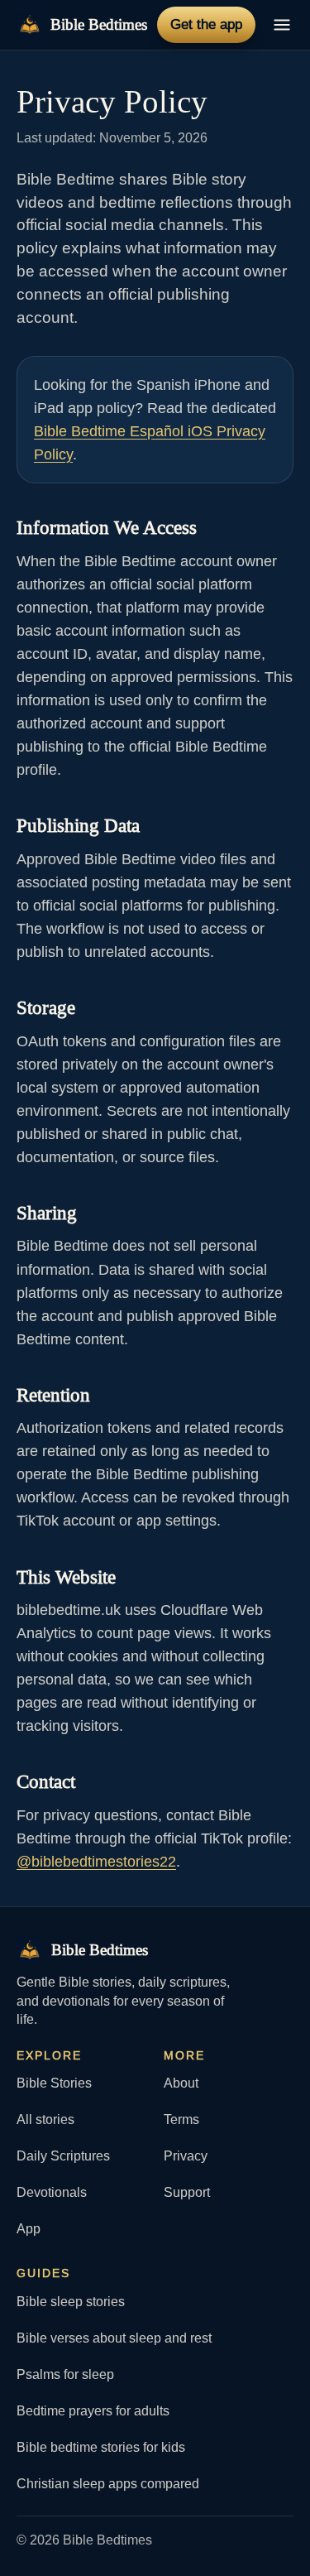 Bible Bedtimes
Get the app
Privacy Policy
Last updated: November 5, 2026
Bible Bedtime shares Bible story
videos and bedtime reflections through
official social media channels. This
policy explains what information may
be accessed when the account owner
connects an official publishing
account.
Looking for the Spanish iPhone and
iPad app policy? Read the dedicated
Bible Bedtime Español iOS Privacy
Policy.
Information We Access
When the Bible Bedtime account owner
authorizes an official social platform
connection, that platform may provide
basic account information such as
account ID, avatar, and display name,
depending on approved permissions. This
information is used only to confirm the
authorized account and support
publishing to the official Bible Bedtime
profile.
Publishing Data
Approved Bible Bedtime video files and
associated posting metadata may be sent
to official social platforms for publishing.
The workflow is not used to access or
publish to unrelated accounts.
Storage
OAuth tokens and configuration files are
stored privately on the account owner's
local system or approved automation
environment. Secrets are not intentionally
published or shared in public chat,
documentation, or source files.
Sharing
Bible Bedtime does not sell personal
information. Data is shared with social
platforms only as necessary to authorize
the account and publish approved Bible
Bedtime content.
Retention
Authorization tokens and related records
are retained only as long as needed to
operate the Bible Bedtime publishing
workflow. Access can be revoked through
TikTok account or app settings.
This Website
biblebedtime.uk uses Cloudflare Web
Analytics to count page views. It works
without cookies and without collecting
personal data, so we can see which
pages are read without identifying or
tracking visitors.
Contact
For privacy questions, contact Bible
Bedtime through the official TikTok profile:
@biblebedtimestories22.
Bible Bedtimes
Gentle Bible stories, daily scriptures,
and devotionals for every season of
life.
EXPLORE
Bible Stories
All stories
Daily Scriptures
Devotionals
App
MORE
About
Terms
Privacy
Support
GUIDES
Bible sleep stories
Bible verses about sleep and rest
Psalms for sleep
Bedtime prayers for adults
Bible bedtime stories for kids
Christian sleep apps compared
© 2026 Bible Bedtimes